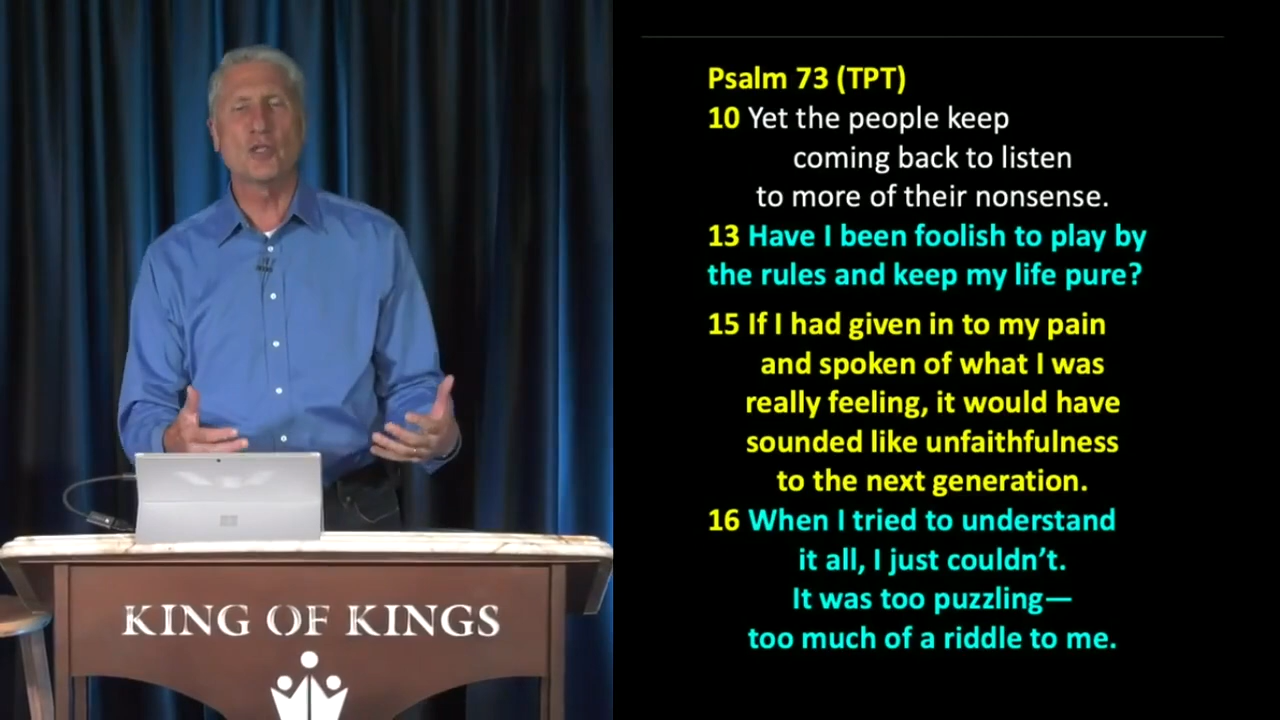 Psalm 73 (TPT)
10 Yet the people keep
coming back to listen
to more of their nonsense.
13 Have I been foolish to play by
the rules and keep my life pure?
15 If I had given in to my pain
and spoken of what I was
really feeling, it would have
sounded like unfaithfulness
to the next generation.
16 When I tried to understand
it all, I just couldn’t.
It was too puzzling—
too much of a riddle to me.
KING OF KINGS